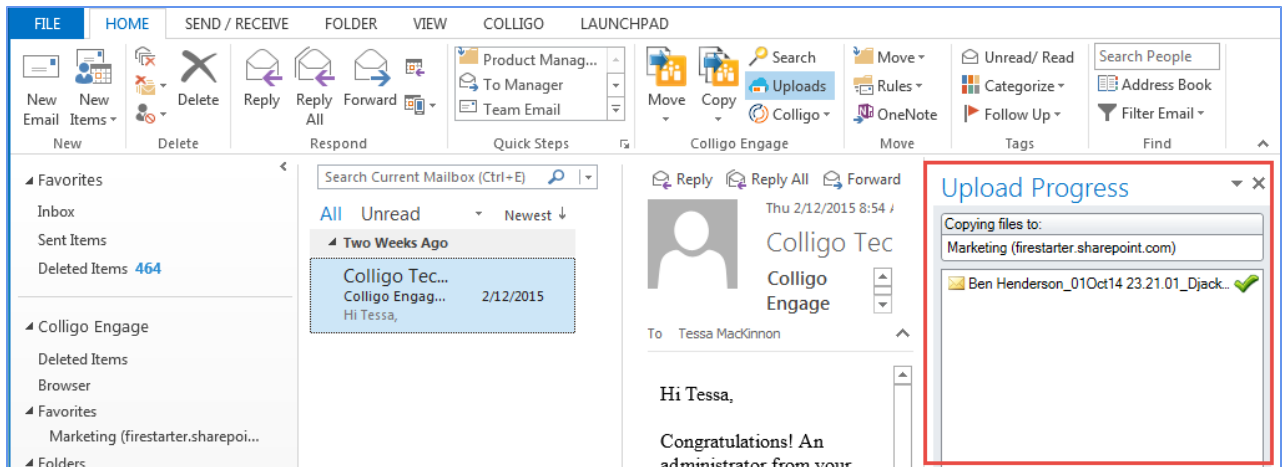 FILE HOME SEND / RECEIVE FOLDER VIEW COLLIGO LAUNCHPAD
New Email
New Items
Delete
Reply
Reply All
Forward
Product Manag...
To Manager
Team Email
Move
Copy
Search
Uploads
Colligo
Move
Rules
OneNote
Unread/ Read
Categorize
Follow Up
Search People
Address Book
Filter Email
New Delete Respond Quick Steps Colligo Engage Move Tags Find
Favorites
Inbox
Sent Items
Deleted Items 464
Colligo Engage
Deleted Items
Browser
Favorites
Marketing (firestarter.sharepoi...
Folders
Search Current Mailbox (Ctrl+E)
All Unread Newest ↓
Two Weeks Ago
Colligo Tec...
Colligo Engag... 2/12/2015
Hi Tessa,
Reply Reply All Forward
Thu 2/12/2015 8:54
Colligo Tec
Colligo
Engage
To Tessa MacKinnon
Hi Tessa,
Congratulations! An
administrator from your
Upload Progress
Copying files to:
Marketing (firestarter.sharepoint.com)
Ben Henderson_01Oct14 23.21.01_Djack...